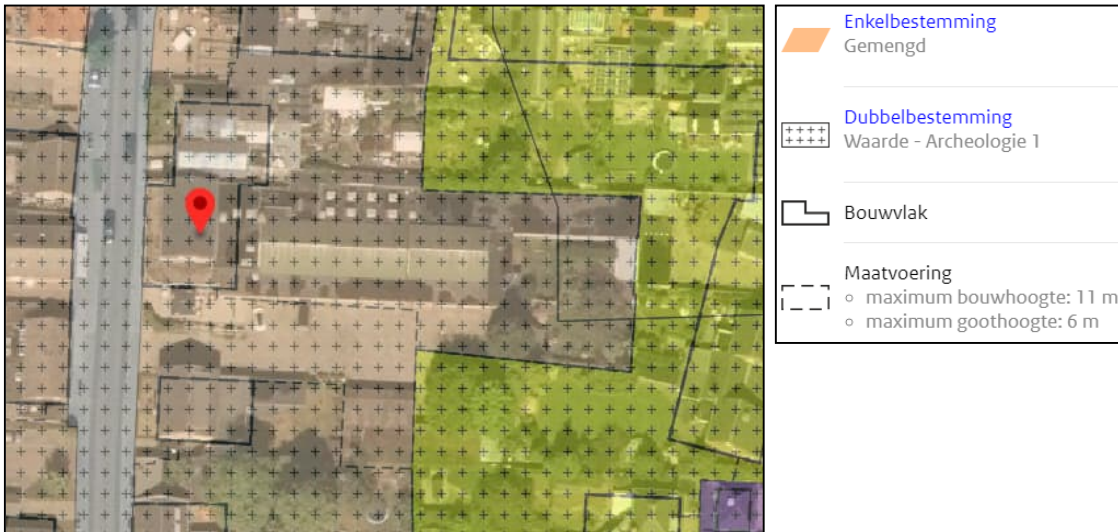 Enkelbestemming
Gemengd
Dubbelbestemming
Waarde - Archeologie 1
Bouwvlak
Maatvoering
maximum bouwhoogte: 11 m
maximum goothoogte: 6 m